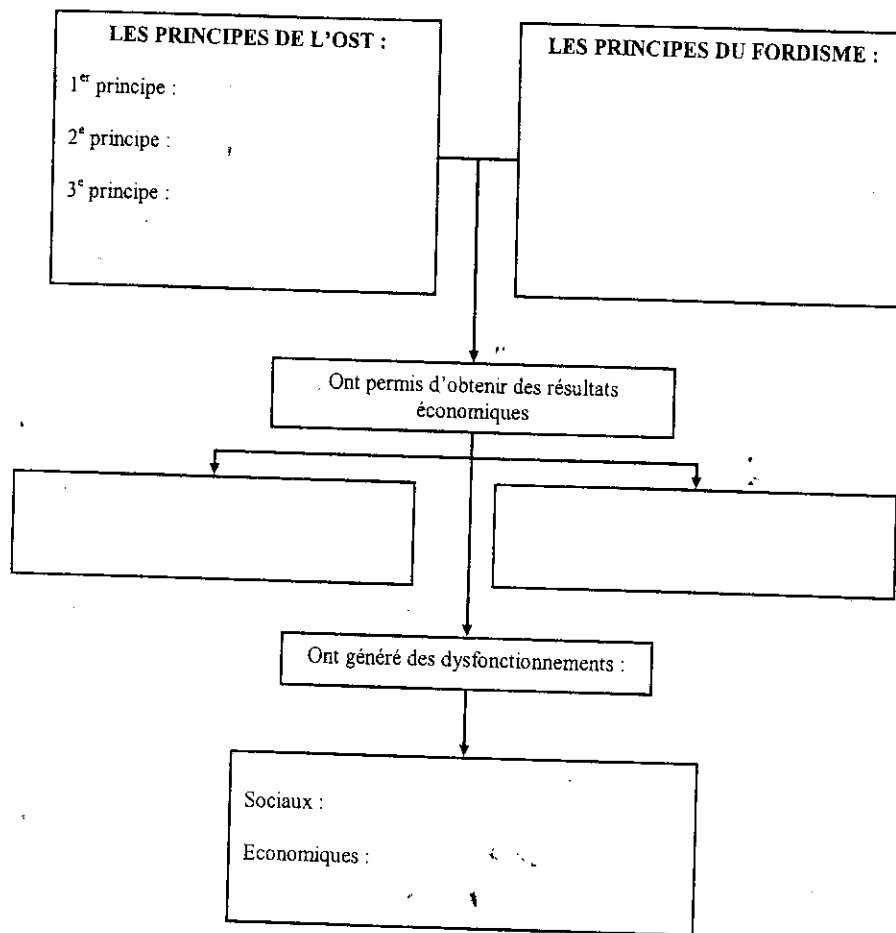 LES PRINCIPES DE L'OST :
1er principe :
2e principe :
3e principe :
LES PRINCIPES DU FORDISME :
Ont permis d'obtenir des résultats
économiques
Ont généré des dysfonctionnements :
Sociaux :
Economiques :